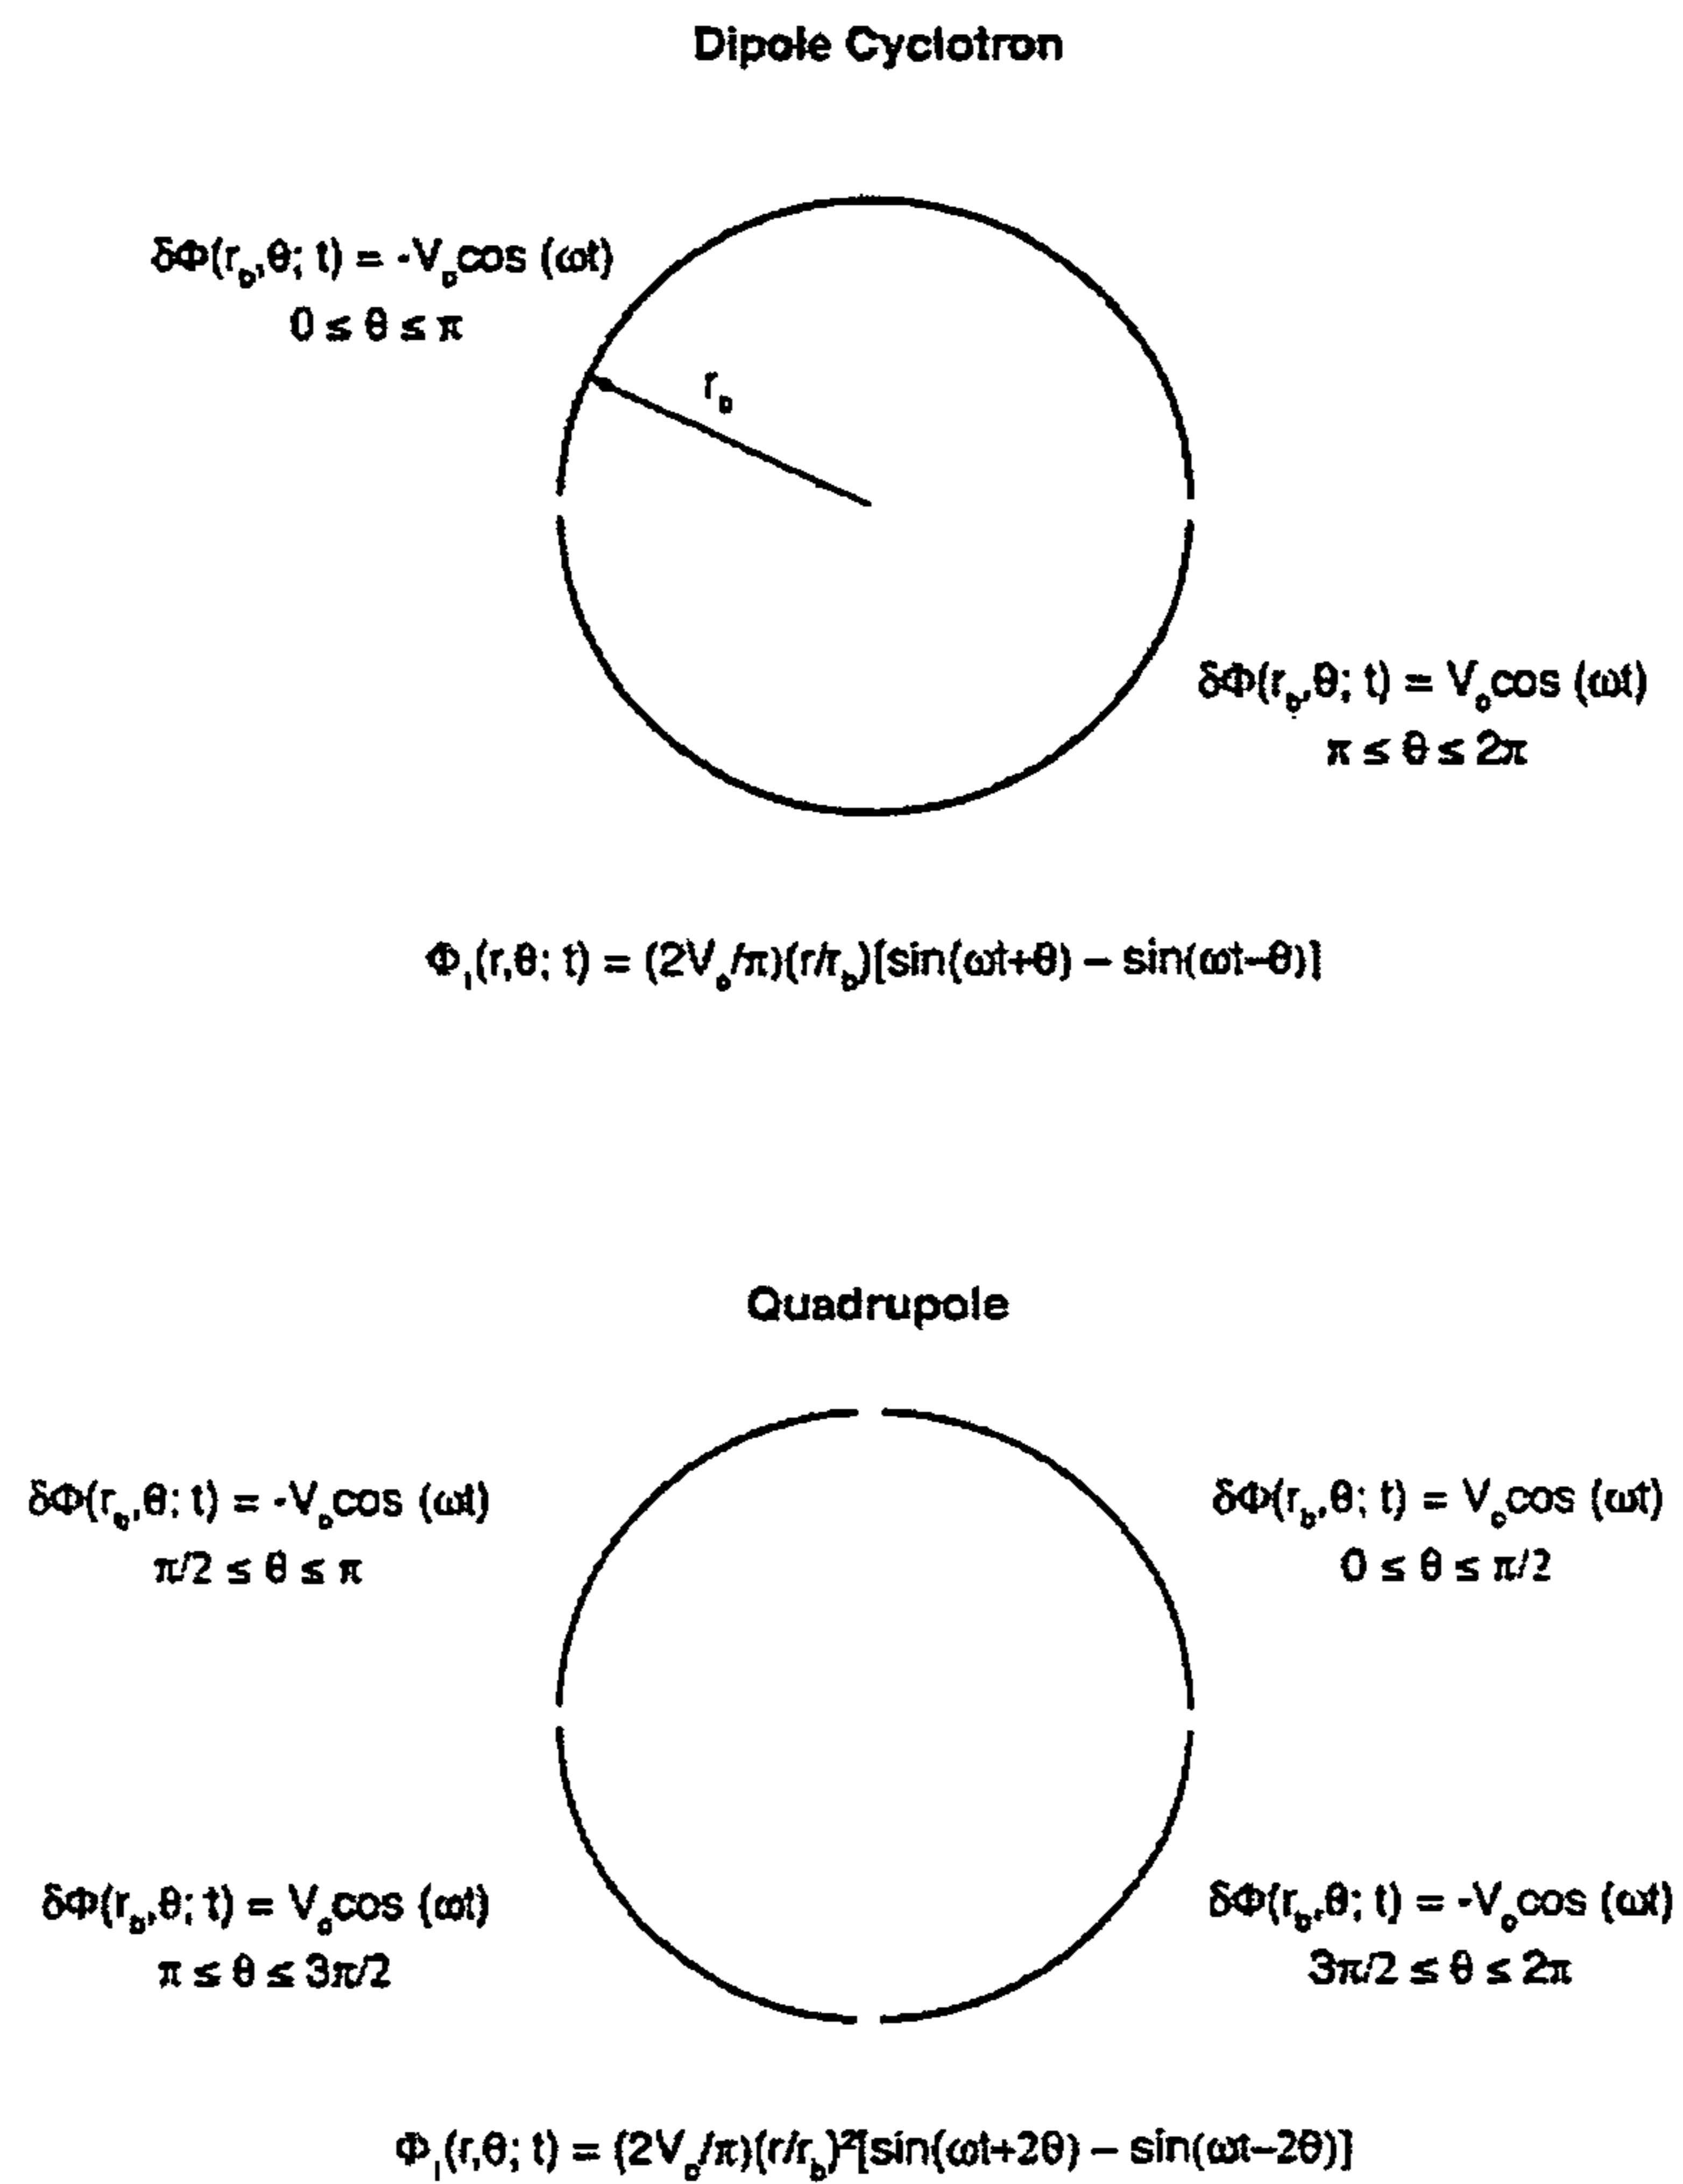 Dipole Cyclotron
δΦ(r_b,θ; t) = -V_o cos (ωt)
0 ≤ θ ≤ π
r_b
δΦ(r_b,θ; t) = V_o cos (ωt)
π ≤ θ ≤ 2π
Φ_l(r,θ; t) = (2V_o/π)(r/r_b)[sin(ωt+θ) – sin(ωt–θ)]
Quadrupole
δΦ(r_b,θ; t) = -V_o cos (ωt)
π/2 ≤ θ ≤ π
δΦ(r_b,θ; t) = V_o cos (ωt)
0 ≤ θ ≤ π/2
δΦ(r_b,θ; t) = V_o cos (ωt)
π ≤ θ ≤ 3π/2
δΦ(r_b,θ; t) = -V_o cos (ωt)
3π/2 ≤ θ ≤ 2π
Φ_l(r,θ; t) = (2V_o/π)(r/r_b)²[sin(ωt+2θ) – sin(ωt–2θ)]